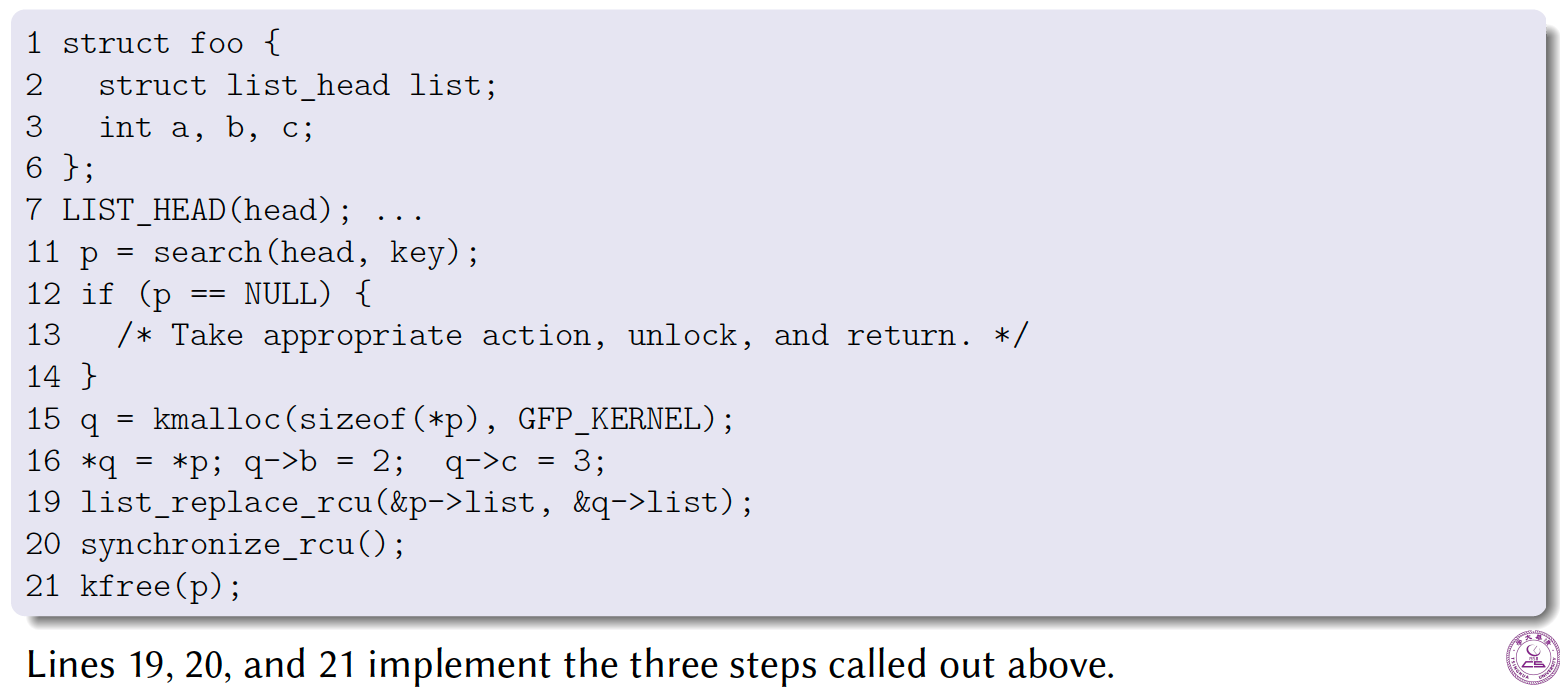 1 struct foo {
2   struct list_head list;
3   int a, b, c;
6 };
7 LIST_HEAD(head); ...
11 p = search(head, key);
12 if (p == NULL) {
13   /* Take appropriate action, unlock, and return. */
14 }
15 q = kmalloc(sizeof(*p), GFP_KERNEL);
16 *q = *p; q->b = 2;  q->c = 3;
19 list_replace_rcu(&p->list, &q->list);
20 synchronize_rcu();
21 kfree(p);
Lines 19, 20, and 21 implement the three steps called out above.